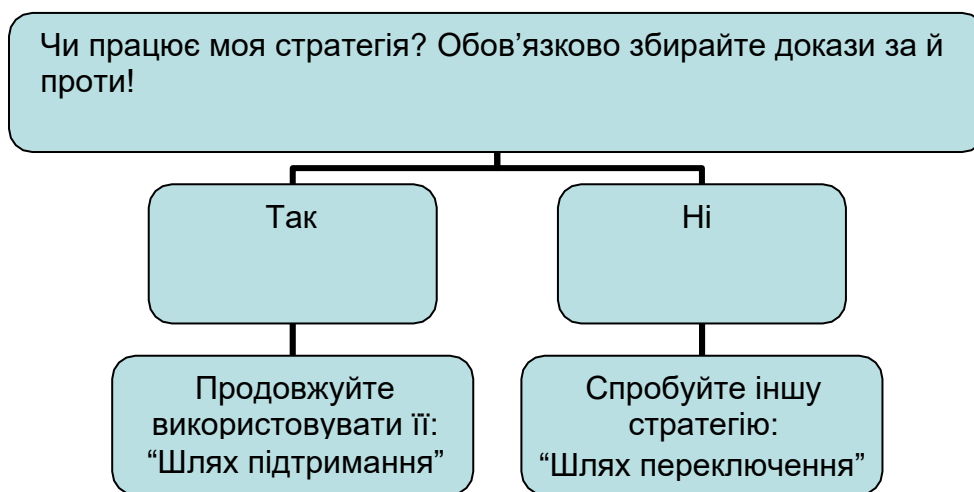 Чи працює моя стратегія? Обов’язково збирайте докази за й
проти!
Так
Ні
Продовжуйте
використовувати її:
“Шлях підтримання”
Спробуйте іншу
стратегію:
“Шлях переключення”